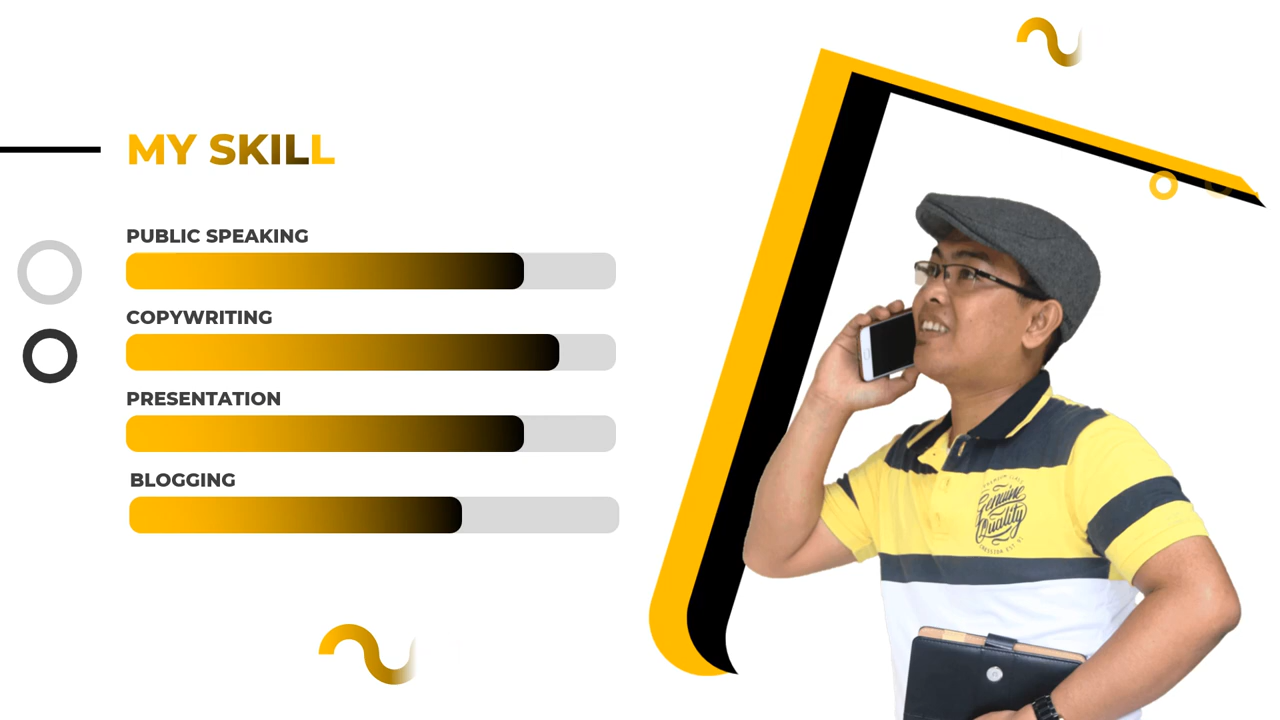 MY SKILL
PUBLIC SPEAKING
COPYWRITING
PRESENTATION
BLOGGING
Genuine
Quality